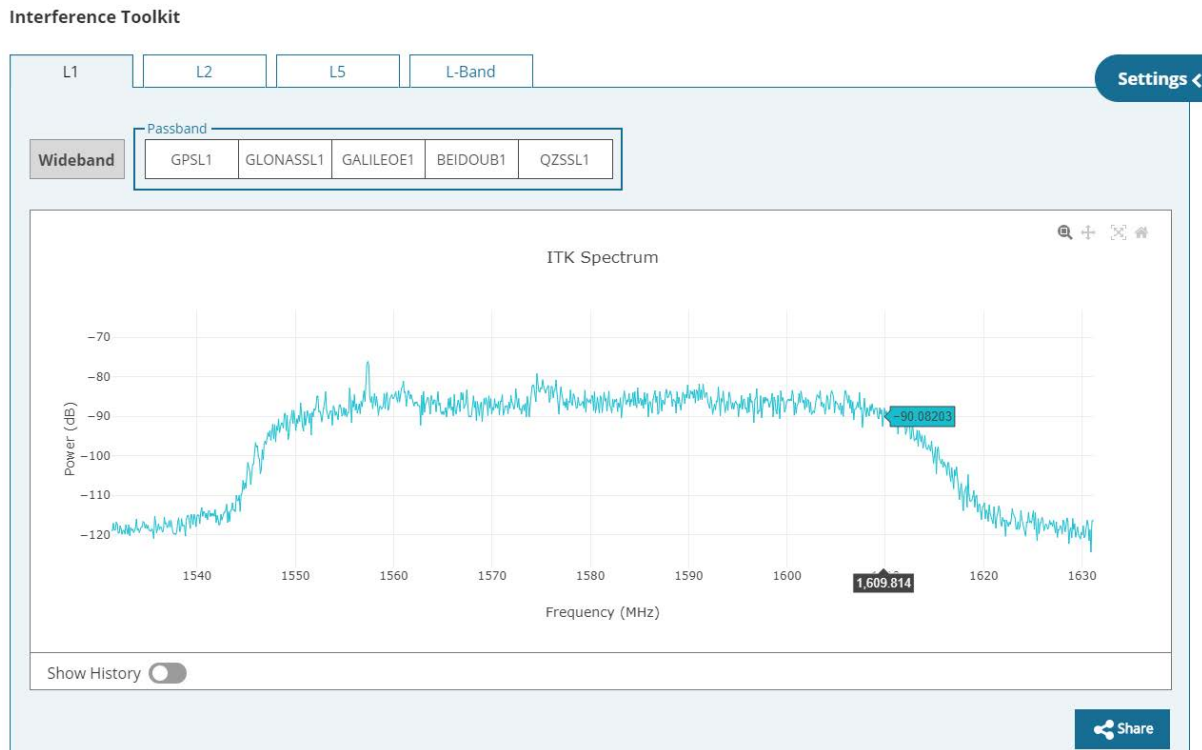 Interference Toolkit
L1 L2 L5 L-Band
Settings
Passband
Wideband GPSL1 GLONASSL1 GALILEOE1 BEIDOUB1 QZSSL1
ITK Spectrum
−70
−80
−90
−100
−110
−120
Power (dB)
−90.08203
1540 1550 1560 1570 1580 1590 1600 1620 1630
1,609.814
Frequency (MHz)
Show History
Share